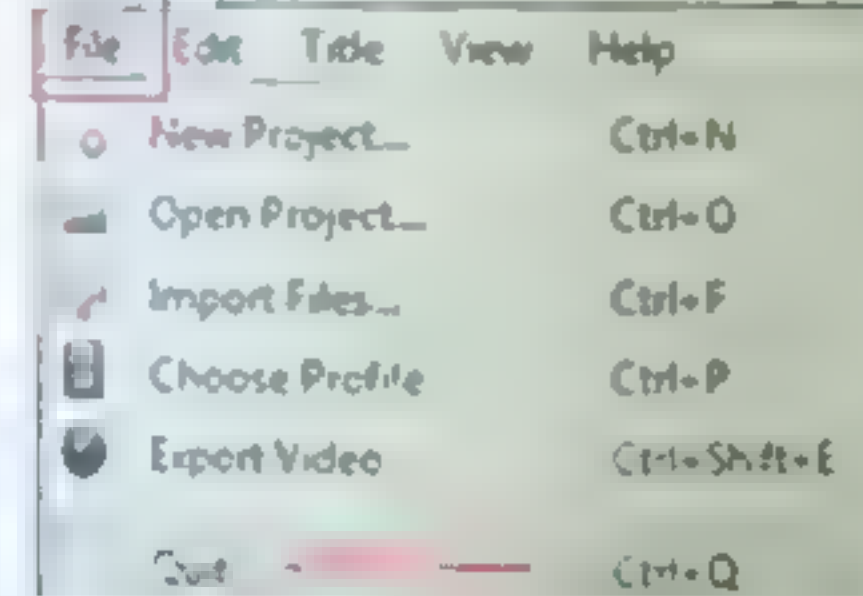 File Edit Title View Help
New Project... Ctrl+N
Open Project... Ctrl+O
Import Files... Ctrl+F
Choose Profile Ctrl+P
Export Video Ctrl+Shift+E
Quit Ctrl+Q